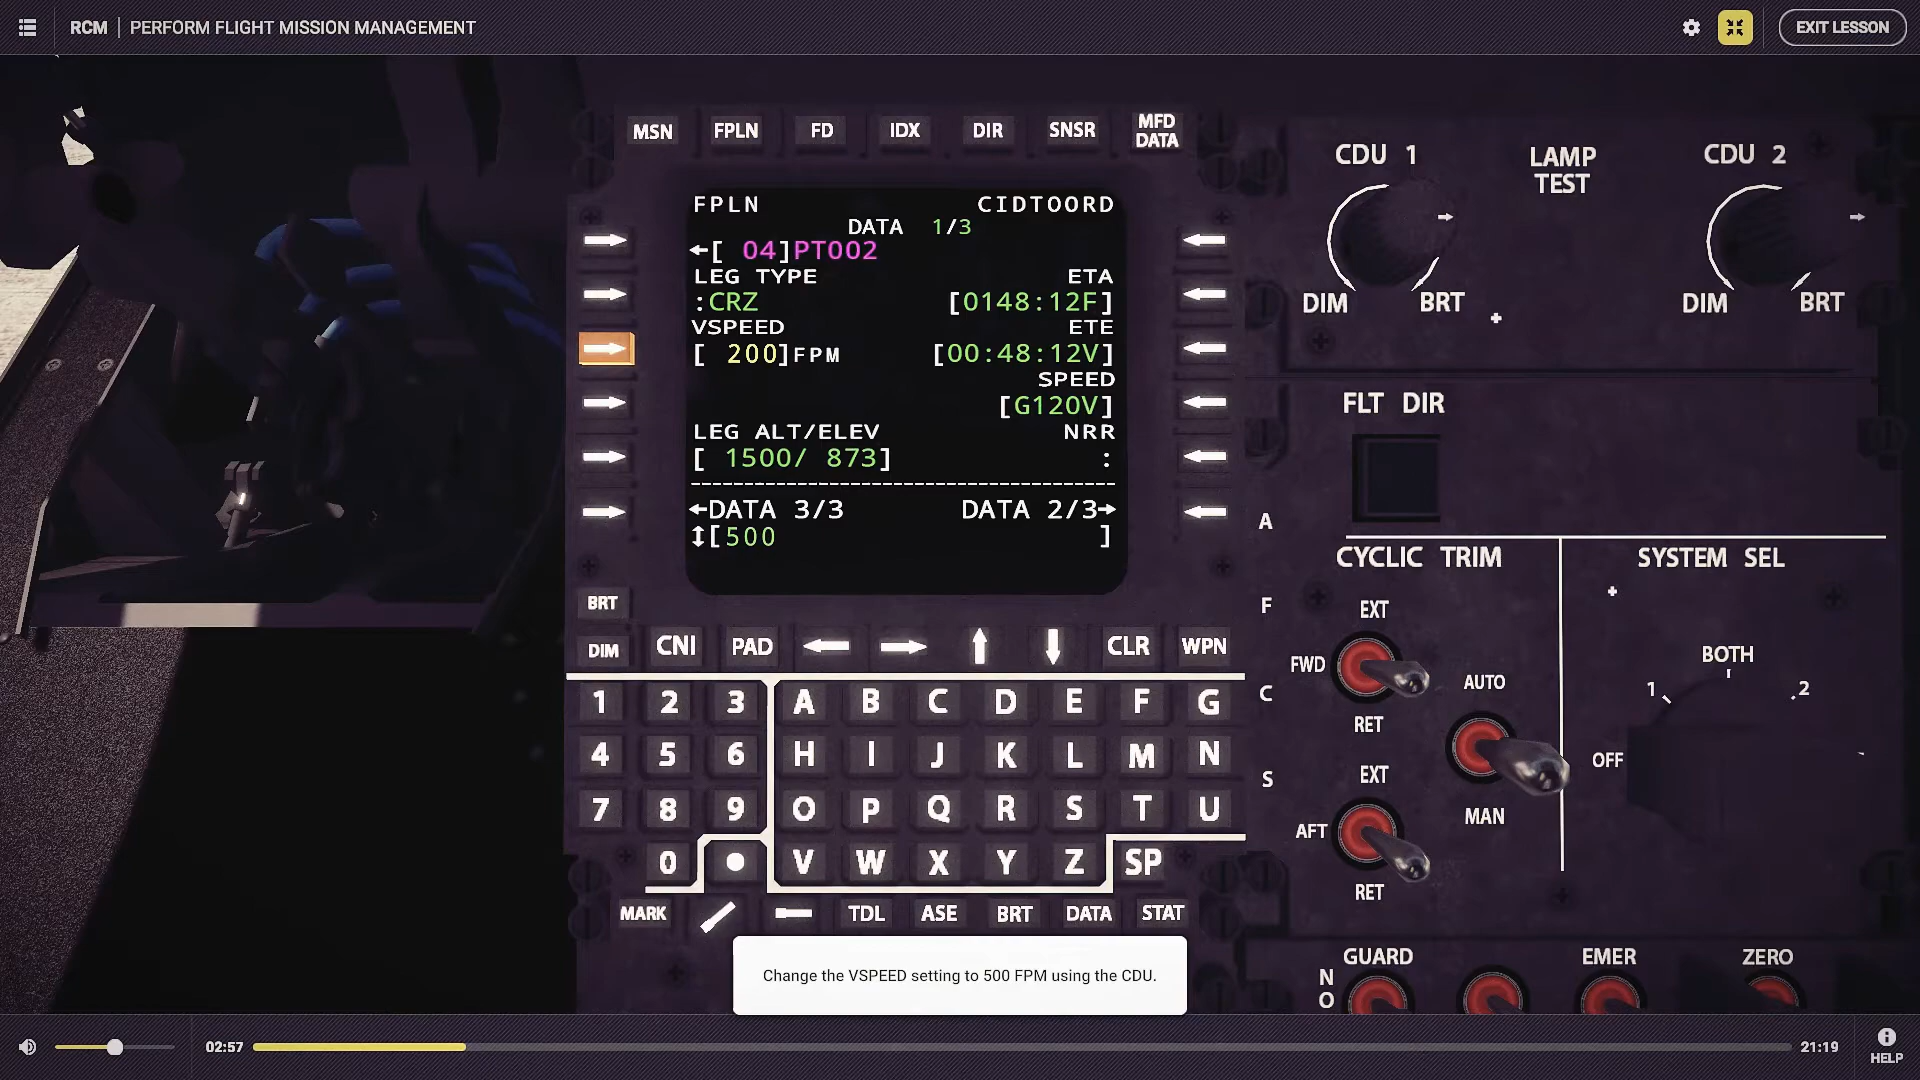 RCM | PERFORM FLIGHT MISSION MANAGEMENT
EXIT LESSON
MSN FPLN FD IDX DIR SNSR MFD DATA
FPLN CIDTOORD
DATA 1/3
←[ 04]PT002
LEG TYPE ETA
:CRZ [0148:12F]
VSPEED ETE
[ 200]FPM [00:48:12V]
SPEED
[G120V]
LEG ALT/ELEV NRR
[ 1500/ 873] :
----------------------------------------
←DATA 3/3 DATA 2/3→
↕[500 ]
BRT
DIM CNI PAD ← → ↑ ↓ CLR WPN
1 2 3 A B C D E F G
4 5 6 H I J K L M N
7 8 9 O P Q R S T U
0 • V W X Y Z SP
MARK / - TDL ASE BRT DATA STAT
A
F
C
S
CDU 1
DIM BRT
LAMP TEST
CDU 2
DIM BRT
FLT DIR
CYCLIC TRIM
EXT
FWD
RET
AUTO
EXT
MAN
AFT
RET
SYSTEM SEL
BOTH
1 2
OFF
GUARD EMER ZERO
N
O
Change the VSPEED setting to 500 FPM using the CDU.
02:57
21:19
HELP